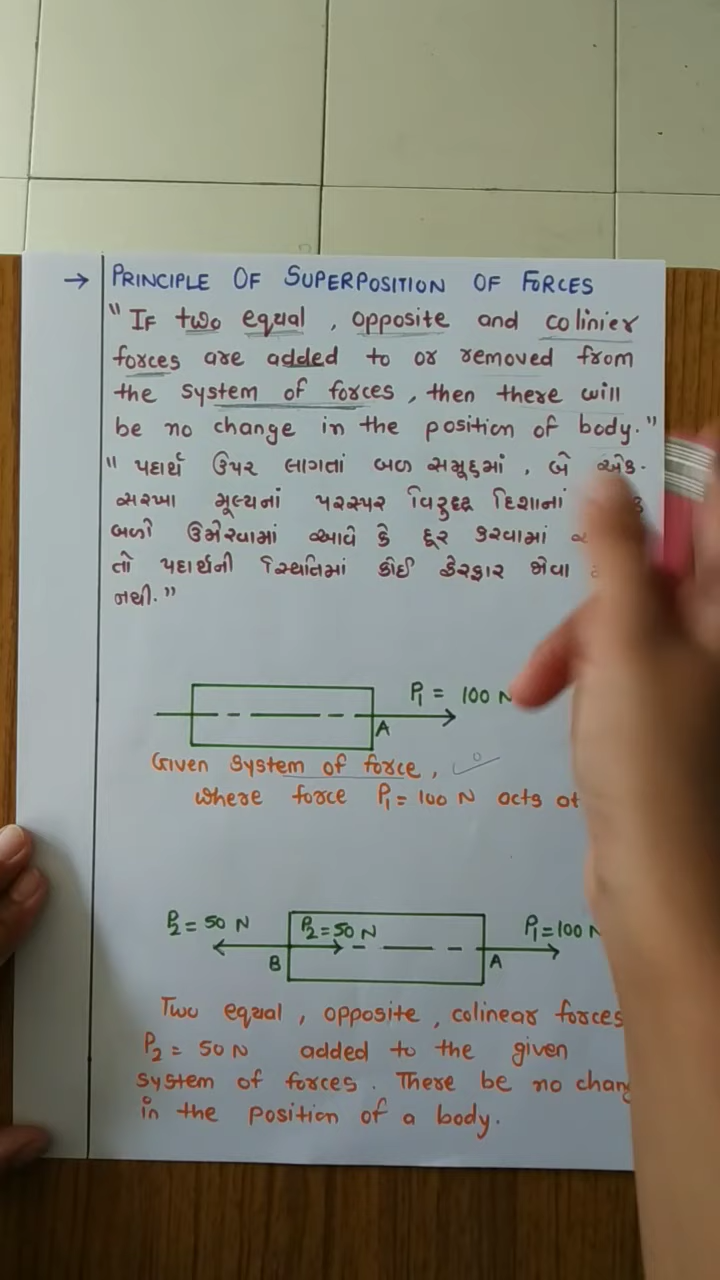 → PRINCIPLE OF SUPERPOSITION OF FORCES
"IF two equal, opposite and colinier
forces are added to or removed from
the system of forces, then there will
be no change in the position of body."
" પદાર્થ ઉપર લાગતાં બળ સમૂહમાં, બે એક-
સરખા મૂલ્યનાં પરસ્પર વિરુદ્ધ દિશાનાં
બળો ઉમેરવામાં આવે કે દૂર કરવામાં
તો પદાર્થની સ્થિતિમાં કોઈ ફેરફાર જોવા
નથી."
P1 = 100 N
A
Given system of force,
where force P1 = 100 N acts at
P2 = 50 N P2 = 50 N P1 = 100 N
B A
Two equal, opposite, colinear forces
P2 = 50 N added to the given
system of forces. There be no chang
in the position of a body.